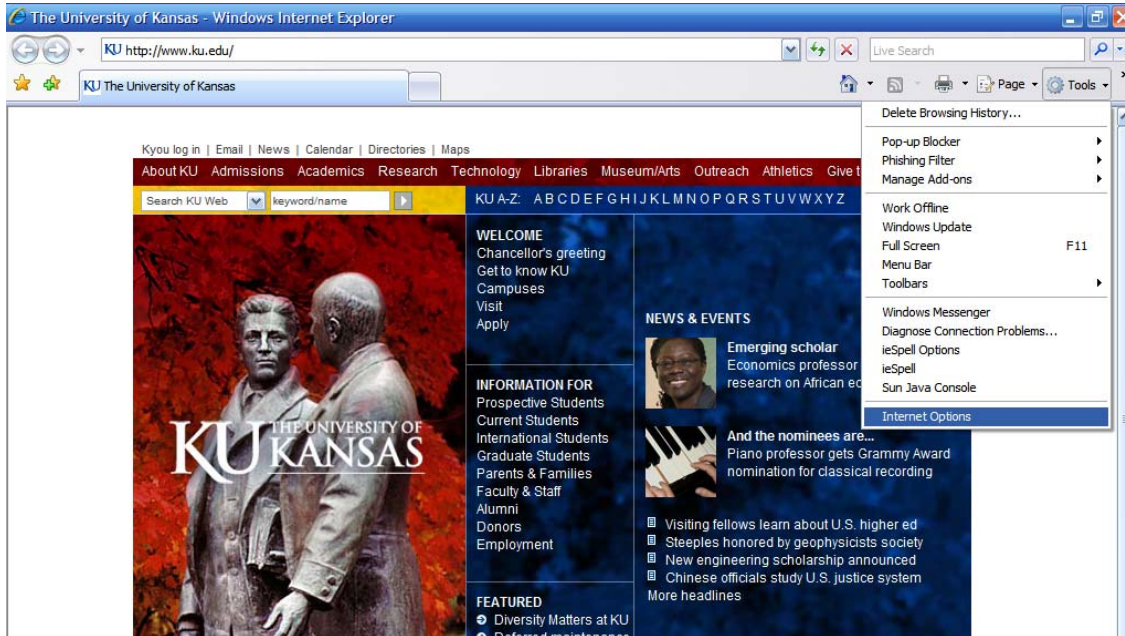 The University of Kansas - Windows Internet Explorer
KU http://www.ku.edu/
Live Search
KU The University of Kansas
Page
Tools
Delete Browsing History...
Pop-up Blocker
Phishing Filter
Manage Add-ons
Work Offline
Windows Update
Full Screen F11
Menu Bar
Toolbars
Windows Messenger
Diagnose Connection Problems...
ieSpell Options
ieSpell
Sun Java Console
Internet Options
Kyou log in | Email | News | Calendar | Directories | Maps
About KU Admissions Academics Research Technology Libraries Museum/Arts Outreach Athletics Give t
Search KU Web keyword/name
KU A-Z: A B C D E F G H I J K L M N O P Q R S T U V W X Y Z
KU THE UNIVERSITY OF
KANSAS
WELCOME
Chancellor's greeting
Get to know KU
Campuses
Visit
Apply
INFORMATION FOR
Prospective Students
Current Students
International Students
Graduate Students
Parents & Families
Faculty & Staff
Alumni
Donors
Employment
FEATURED
Diversity Matters at KU
Deferred maintenance
NEWS & EVENTS
Emerging scholar
Economics professor
research on African ec
And the nominees are...
Piano professor gets Grammy Award
nomination for classical recording
Visiting fellows learn about U.S. higher ed
Steeples honored by geophysicists society
New engineering scholarship announced
Chinese officials study U.S. justice system
More headlines